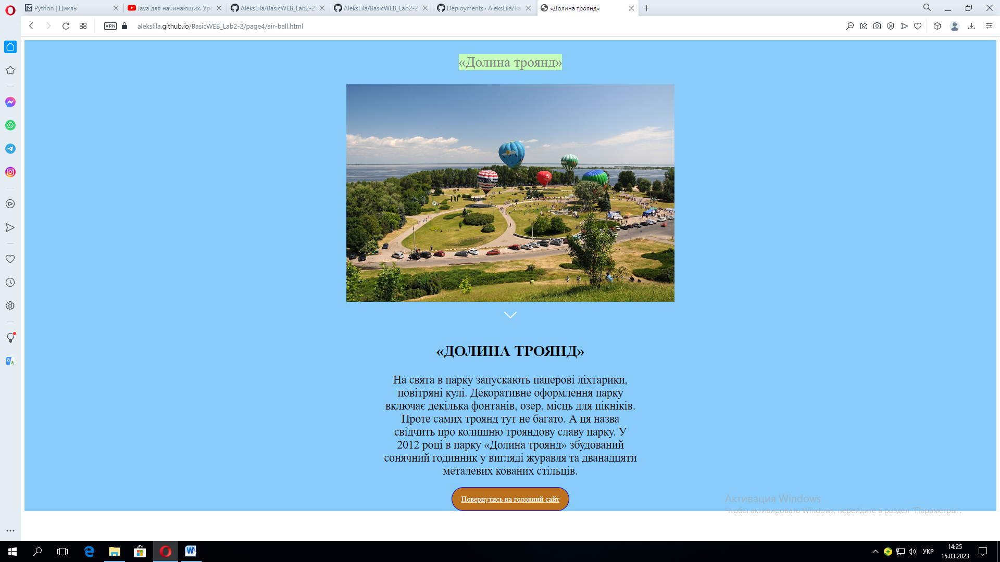 Python | Циклы
Java для начинающих. Уро
AleksLila/BasicWEB_Lab2-2
AleksLila/BasicWEB_Lab2-2
Deployments · AleksLila/Ba
«Долина троянд»
VPN
alekslila.github.io/BasicWEB_Lab2-2/page4/air-ball.html
«Долина троянд»
«ДОЛИНА ТРОЯНД»
На свята в парку запускають паперові ліхтарики,
повітряні кулі. Декоративне оформлення парку
включає декілька фонтанів, озер, місць для пікніків.
Проте самих троянд тут не багато. А ця назва
свідчить про колишню трояндову славу парку. У
2012 році в парку «Долина троянд» збудований
сонячний годинник у вигляді журавля та дванадцяти
металевих кованих стільців.
Повернутись на головний сайт
Активация Windows
Чтобы активировать Windows, перейдите в раздел "Параметры".
УКР
14:25
15.03.2023